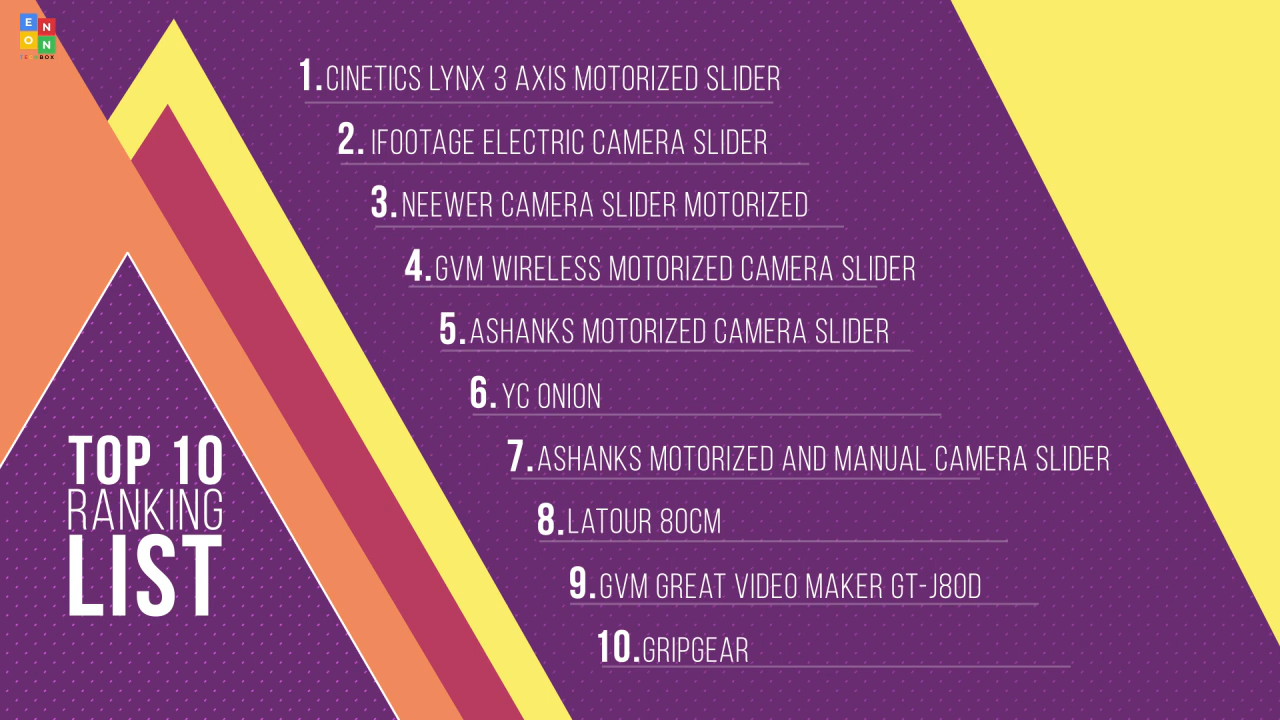 E N
O N
TECHBOX
1. CINETICS LYNX 3 AXIS MOTORIZED SLIDER
2. IFOOTAGE ELECTRIC CAMERA SLIDER
3. NEEWER CAMERA SLIDER MOTORIZED
4. GVM WIRELESS MOTORIZED CAMERA SLIDER
5. ASHANKS MOTORIZED CAMERA SLIDER
6. YC ONION
7. ASHANKS MOTORIZED AND MANUAL CAMERA SLIDER
8. LATOUR 80CM
9. GVM GREAT VIDEO MAKER GT-J80D
10. GRIPGEAR
TOP 10
RANKING
LIST